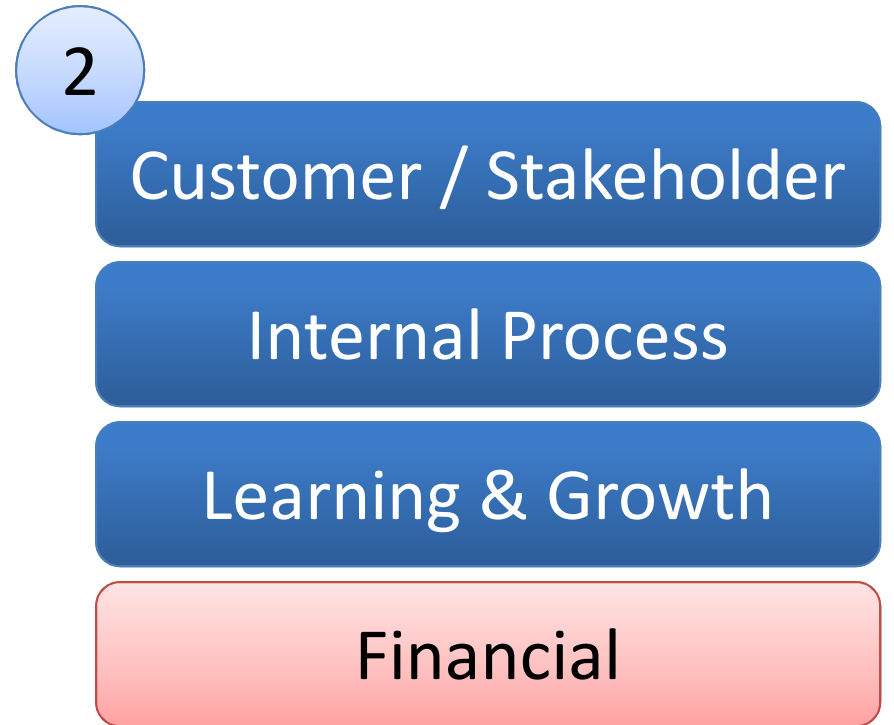 2
Customer / Stakeholder
Internal Process
Learning & Growth
Financial